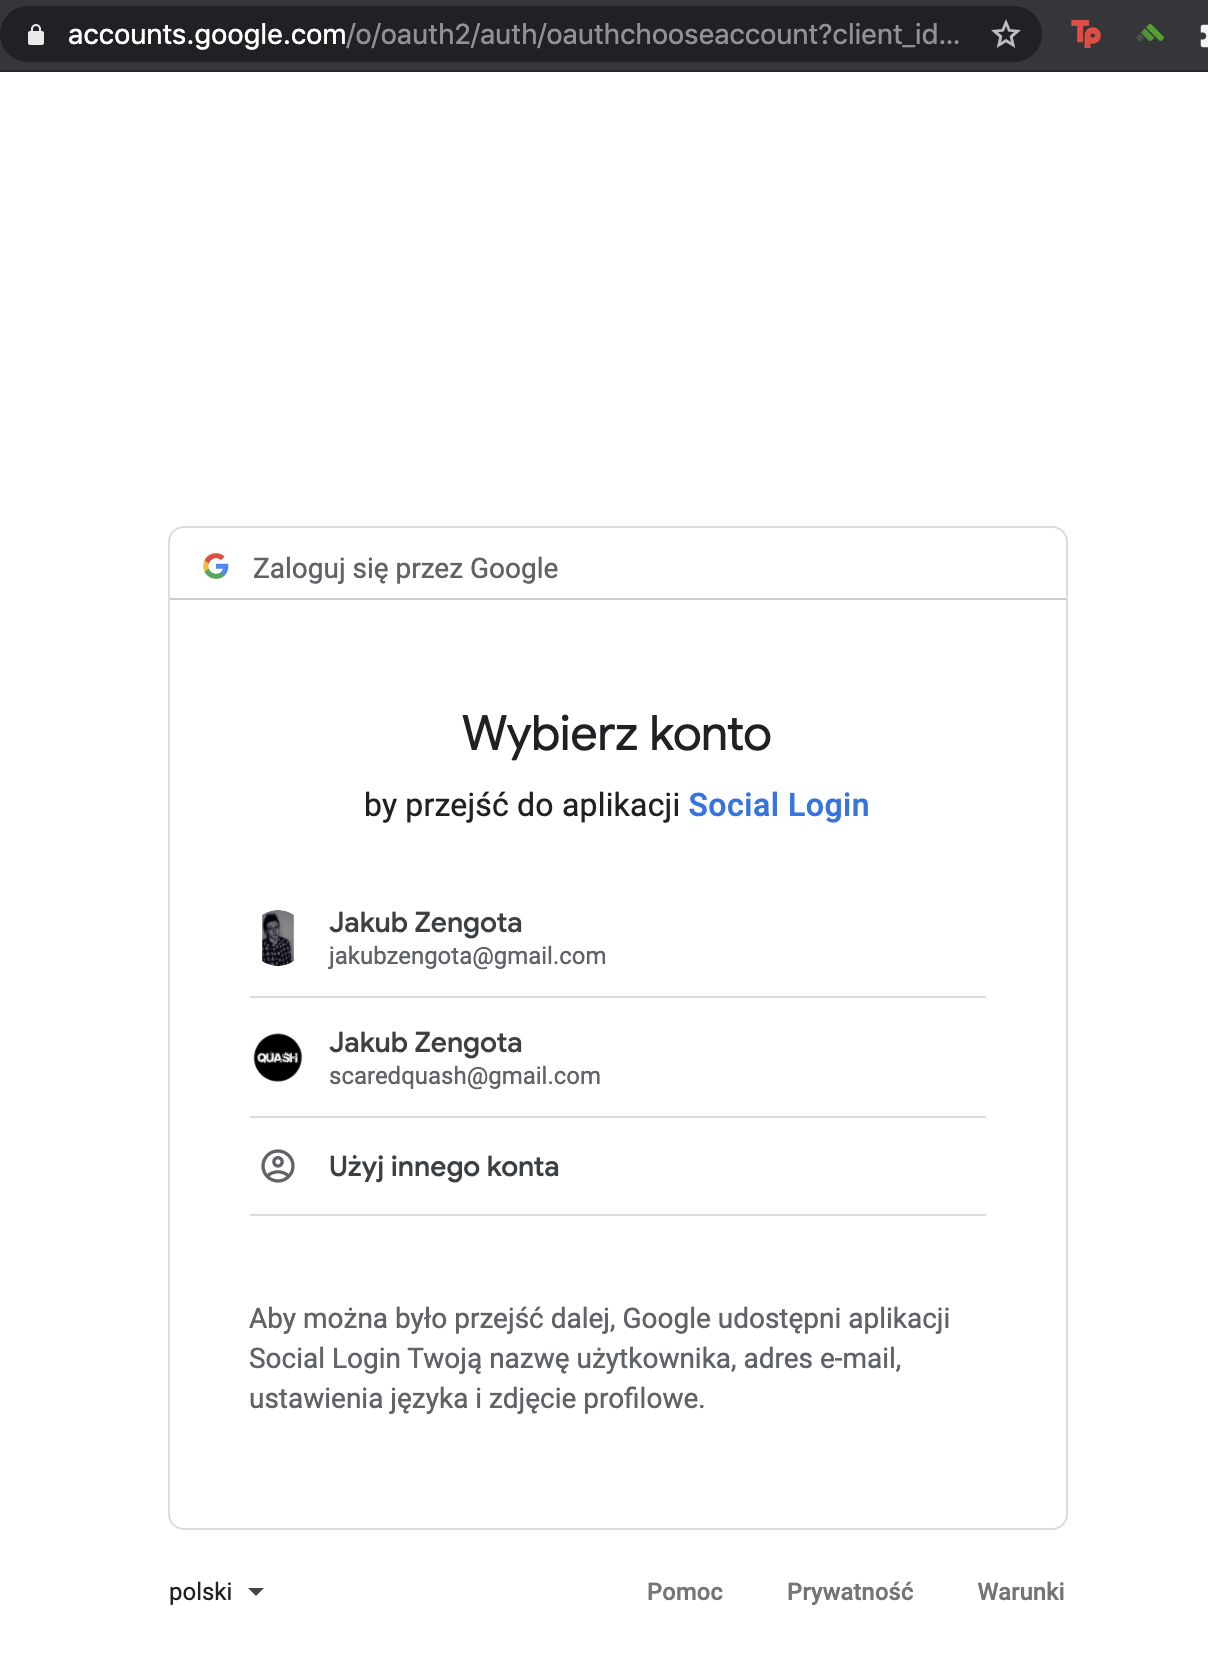 accounts.google.com/o/oauth2/auth/oauthchooseaccount?client_id...
Tp
Zaloguj się przez Google
Wybierz konto
by przejść do aplikacji Social Login
Jakub Zengota
jakubzengota@gmail.com
QUASH
Jakub Zengota
scaredquash@gmail.com
Użyj innego konta
Aby można było przejść dalej, Google udostępni aplikacji
Social Login Twoją nazwę użytkownika, adres e-mail,
ustawienia języka i zdjęcie profilowe.
polski
Pomoc
Prywatność
Warunki